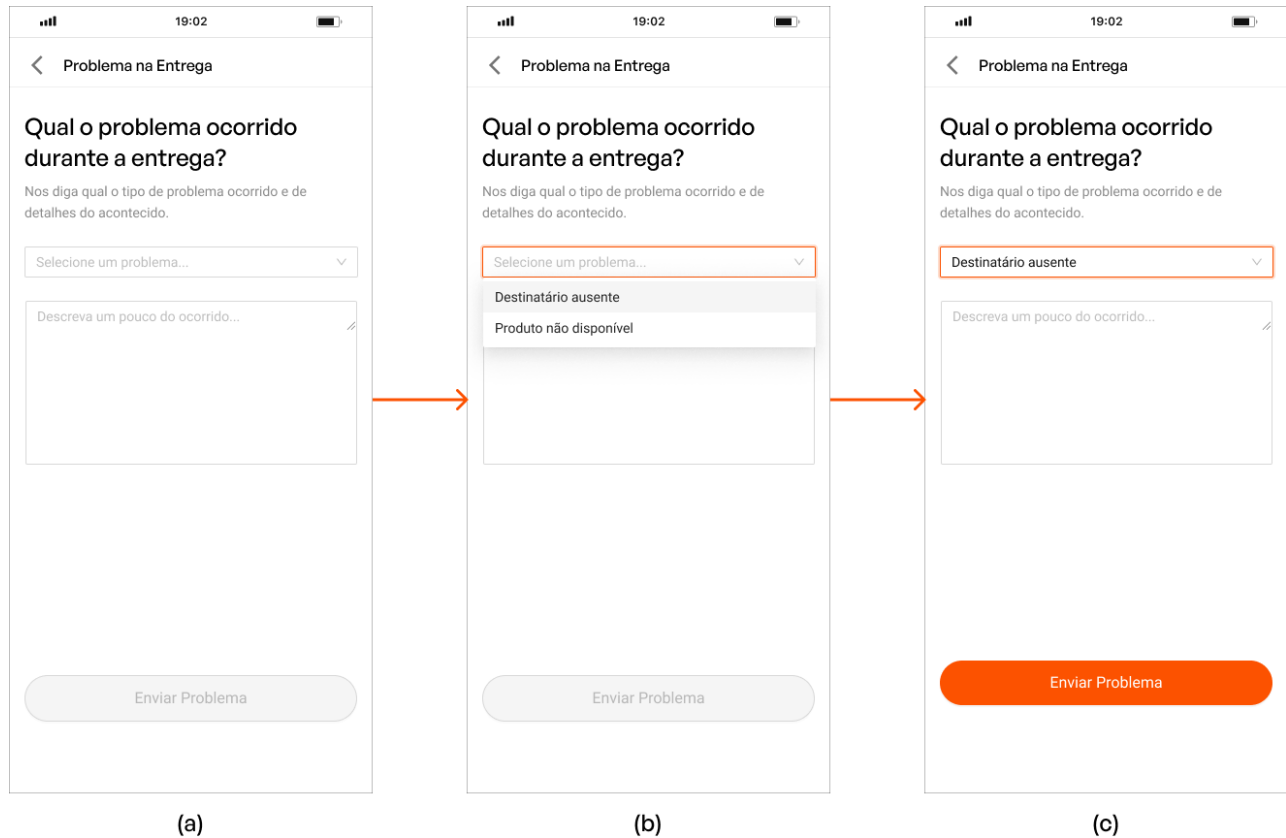 19:02
Problema na Entrega
Qual o problema ocorrido
durante a entrega?
Nos diga qual o tipo de problema ocorrido e de
detalhes do acontecido.
Selecione um problema...
Descreva um pouco do ocorrido...
Enviar Problema
(a)
19:02
Problema na Entrega
Qual o problema ocorrido
durante a entrega?
Nos diga qual o tipo de problema ocorrido e de
detalhes do acontecido.
Selecione um problema...
Destinatário ausente
Produto não disponível
Enviar Problema
(b)
19:02
Problema na Entrega
Qual o problema ocorrido
durante a entrega?
Nos diga qual o tipo de problema ocorrido e de
detalhes do acontecido.
Destinatário ausente
Descreva um pouco do ocorrido...
Enviar Problema
(c)